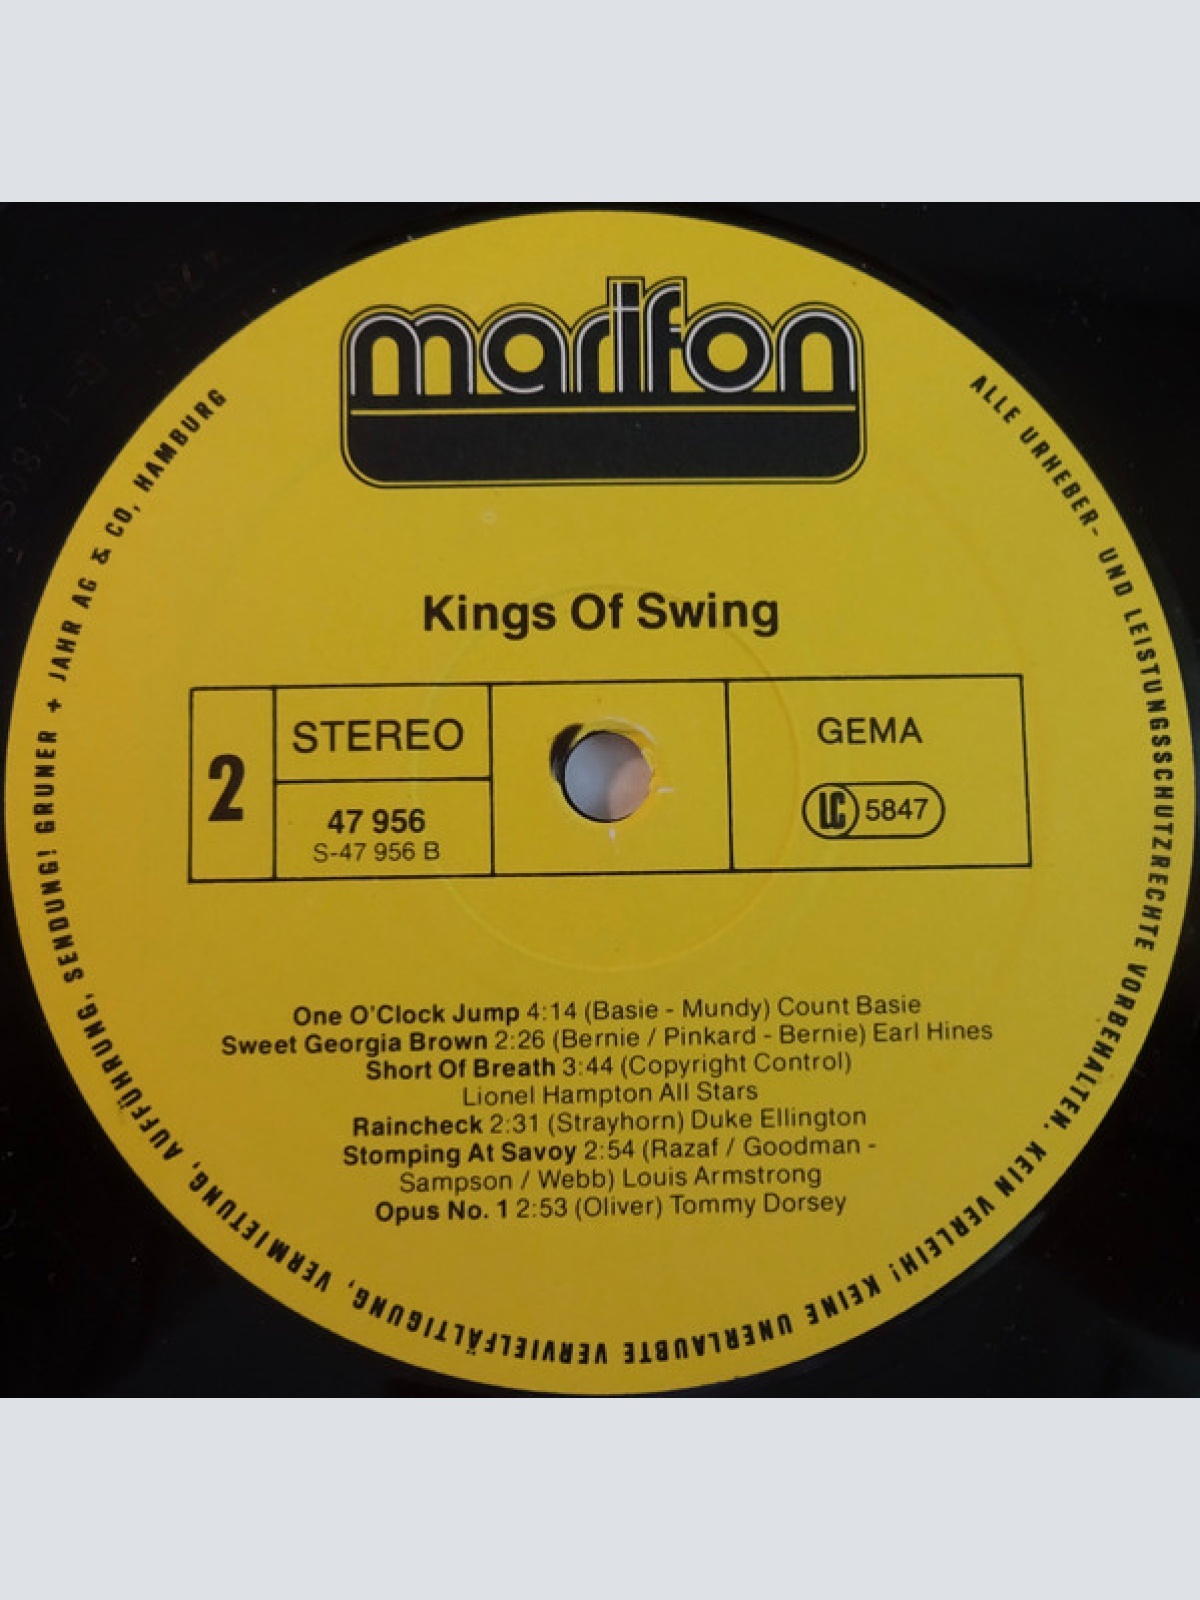 marifon
Kings Of Swing
2
STEREO
47 956
S-47 956 B
GEMA
LC 5847
One O'Clock Jump 4:14 (Basie - Mundy) Count Basie
Sweet Georgia Brown 2:26 (Bernie / Pinkard - Bernie) Earl Hines
Short Of Breath 3:44 (Copyright Control)
Lionel Hampton All Stars
Raincheck 2:31 (Strayhorn) Duke Ellington
Stomping At Savoy 2:54 (Razaf / Goodman -
Sampson / Webb) Louis Armstrong
Opus No. 1 2:53 (Oliver) Tommy Dorsey
ALLE URHEBER- UND LEISTUNGSSCHUTZRECHTE VORBEHALTEN. KEIN VERLEIH! KEINE UNERLAUBTE VERVIELFÄLTIGUNG, VERMIETUNG, AUFFÜHRUNG, SENDUNG! GRUNER + JAHR AG & CO, HAMBURG